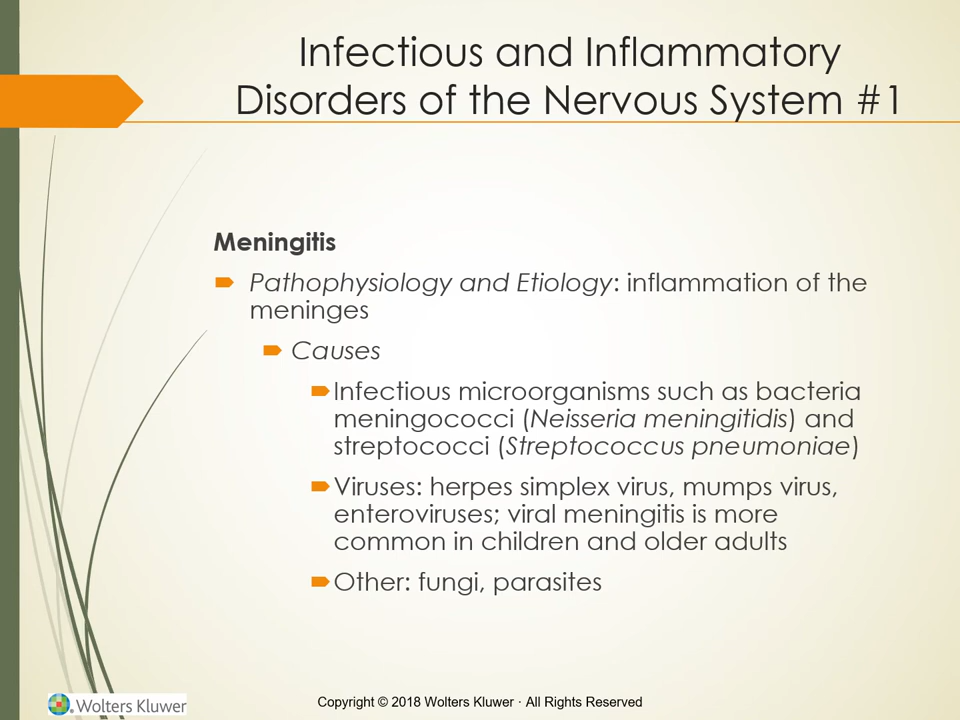 Infectious and Inflammatory
Disorders of the Nervous System #1
Meningitis
Pathophysiology and Etiology: inflammation of the
meninges
Causes
Infectious microorganisms such as bacteria
meningococci (Neisseria meningitidis) and
streptococci (Streptococcus pneumoniae)
Viruses: herpes simplex virus, mumps virus,
enteroviruses; viral meningitis is more
common in children and older adults
Other: fungi, parasites
Wolters Kluwer
Copyright © 2018 Wolters Kluwer · All Rights Reserved